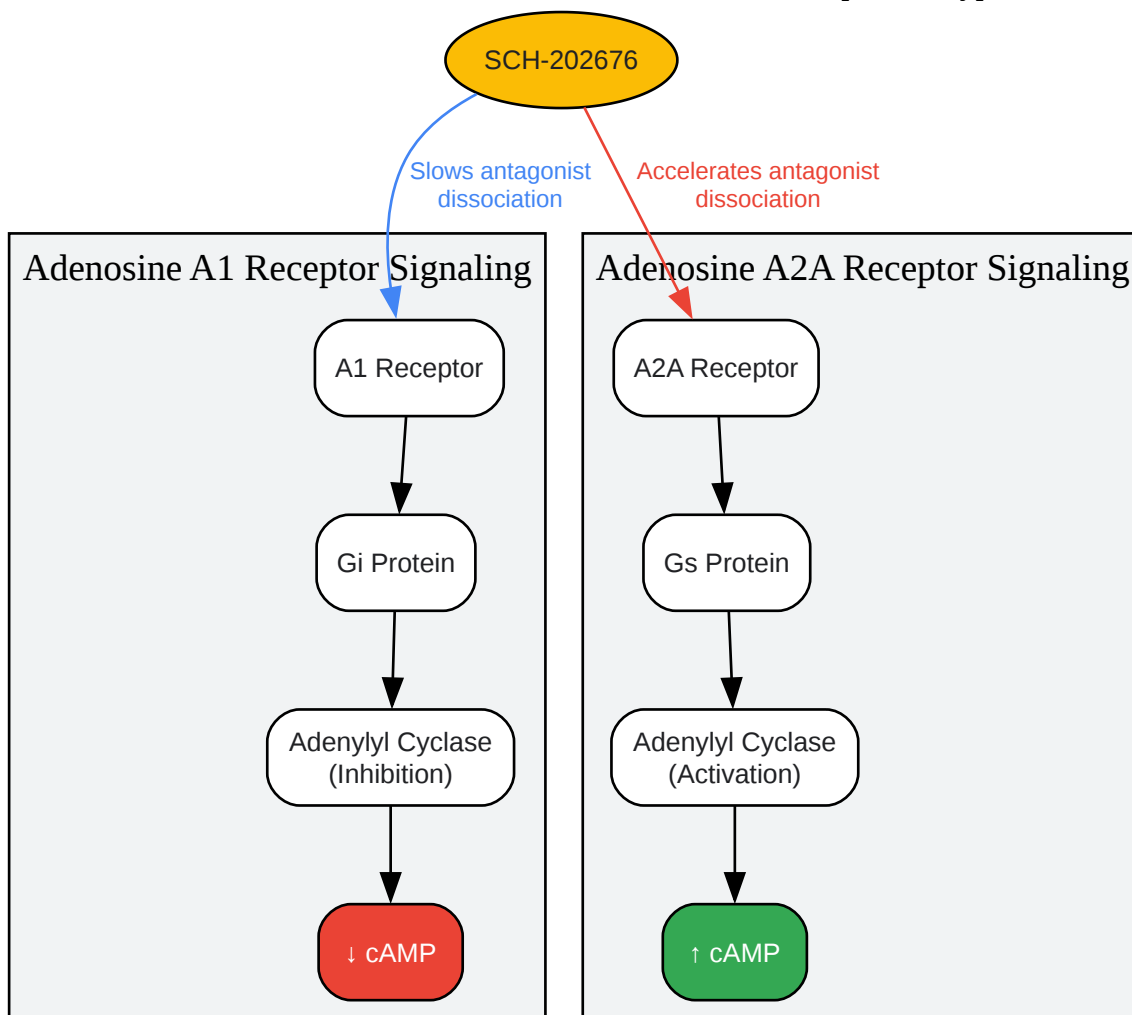 SCH-202676
Slows antagonist
dissociation
Accelerates antagonist
dissociation
Adenosine A1 Receptor Signaling
Adenosine A2A Receptor Signaling
A1 Receptor
A2A Receptor
Gi Protein
Gs Protein
Adenylyl Cyclase
(Inhibition)
Adenylyl Cyclase
(Activation)
↓ cAMP
↑ cAMP